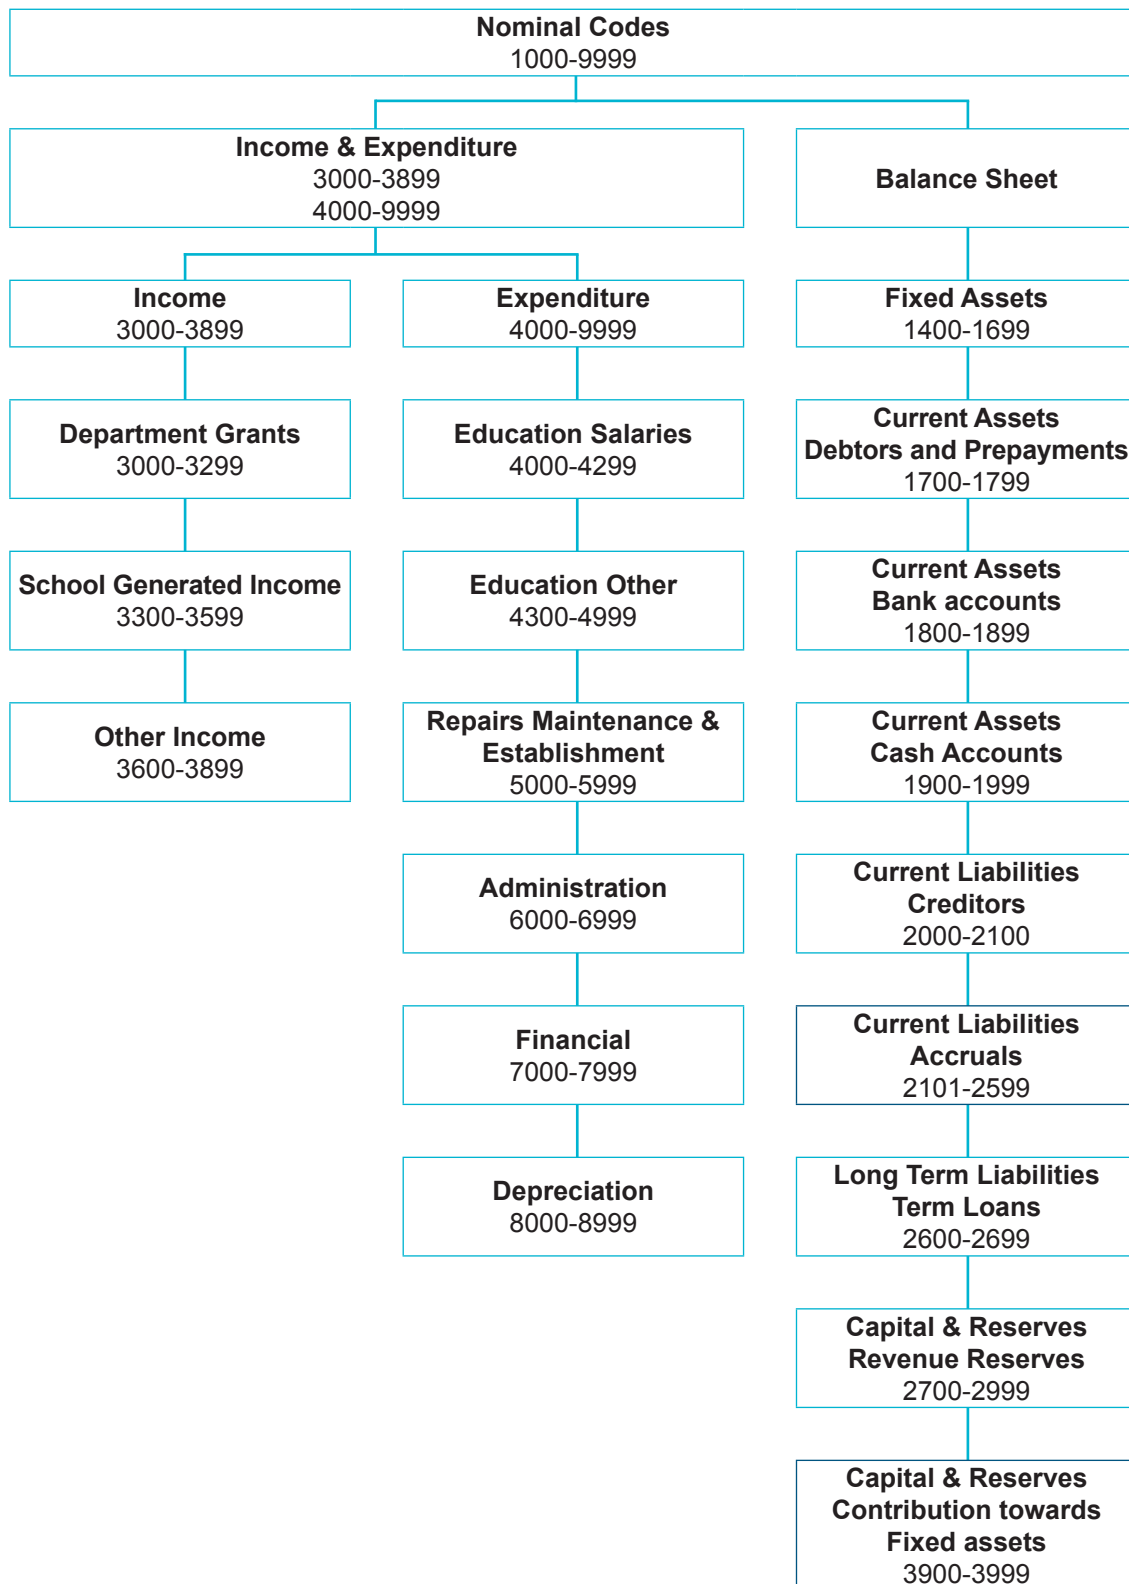 Nominal Codes
1000-9999
Income & Expenditure
3000-3899
4000-9999
Balance Sheet
Income
3000-3899
Expenditure
4000-9999
Fixed Assets
1400-1699
Department Grants
3000-3299
Education Salaries
4000-4299
Current Assets
Debtors and Prepayments
1700-1799
School Generated Income
3300-3599
Education Other
4300-4999
Current Assets
Bank accounts
1800-1899
Other Income
3600-3899
Repairs Maintenance &
Establishment
5000-5999
Current Assets
Cash Accounts
1900-1999
Administration
6000-6999
Current Liabilities
Creditors
2000-2100
Financial
7000-7999
Current Liabilities
Accruals
2101-2599
Depreciation
8000-8999
Long Term Liabilities
Term Loans
2600-2699
Capital & Reserves
Revenue Reserves
2700-2999
Capital & Reserves
Contribution towards
Fixed assets
3900-3999